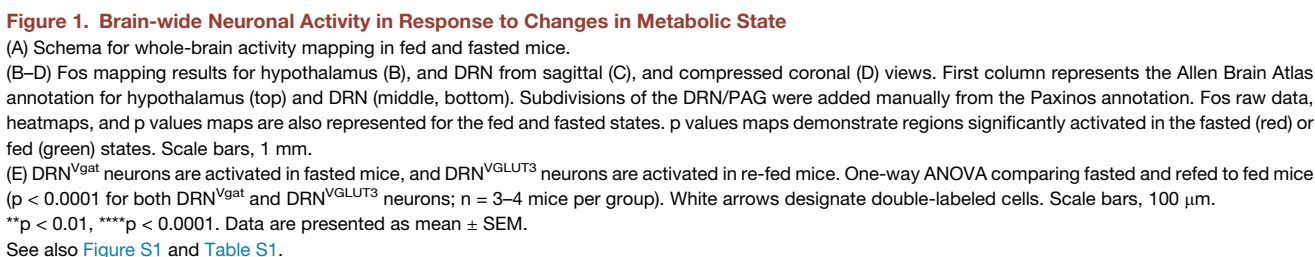 Figure 1. Brain-wide Neuronal Activity in Response to Changes in Metabolic State
(A) Schema for whole-brain activity mapping in fed and fasted mice.
(B–D) Fos mapping results for hypothalamus (B), and DRN from sagittal (C), and compressed coronal (D) views. First column represents the Allen Brain Atlas
annotation for hypothalamus (top) and DRN (middle, bottom). Subdivisions of the DRN/PAG were added manually from the Paxinos annotation. Fos raw data,
heatmaps, and p values maps are also represented for the fed and fasted states. p values maps demonstrate regions significantly activated in the fasted (red) or
fed (green) states. Scale bars, 1 mm.
(E) DRN^Vgat neurons are activated in fasted mice, and DRN^VGLUT3 neurons are activated in re-fed mice. One-way ANOVA comparing fasted and refed to fed mice
(p < 0.0001 for both DRN^Vgat and DRN^VGLUT3 neurons; n = 3–4 mice per group). White arrows designate double-labeled cells. Scale bars, 100 μm.
**p < 0.01, ****p < 0.0001. Data are presented as mean ± SEM.
See also Figure S1 and Table S1.